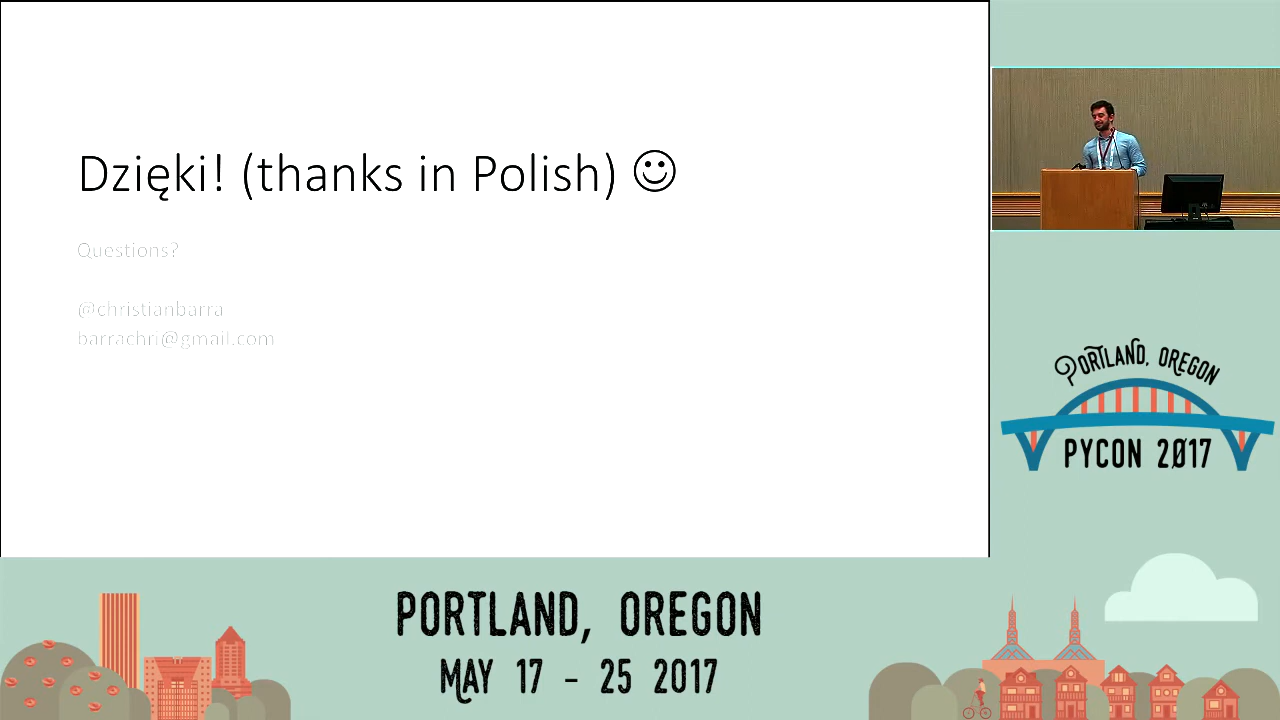 Dzięki! (thanks in Polish) ☺
Questions?
@christianbarra
barrachri@gmail.com
PORTLAND, OREGON
PYCON 2017
PORTLAND, OREGON
MAY 17 - 25 2017